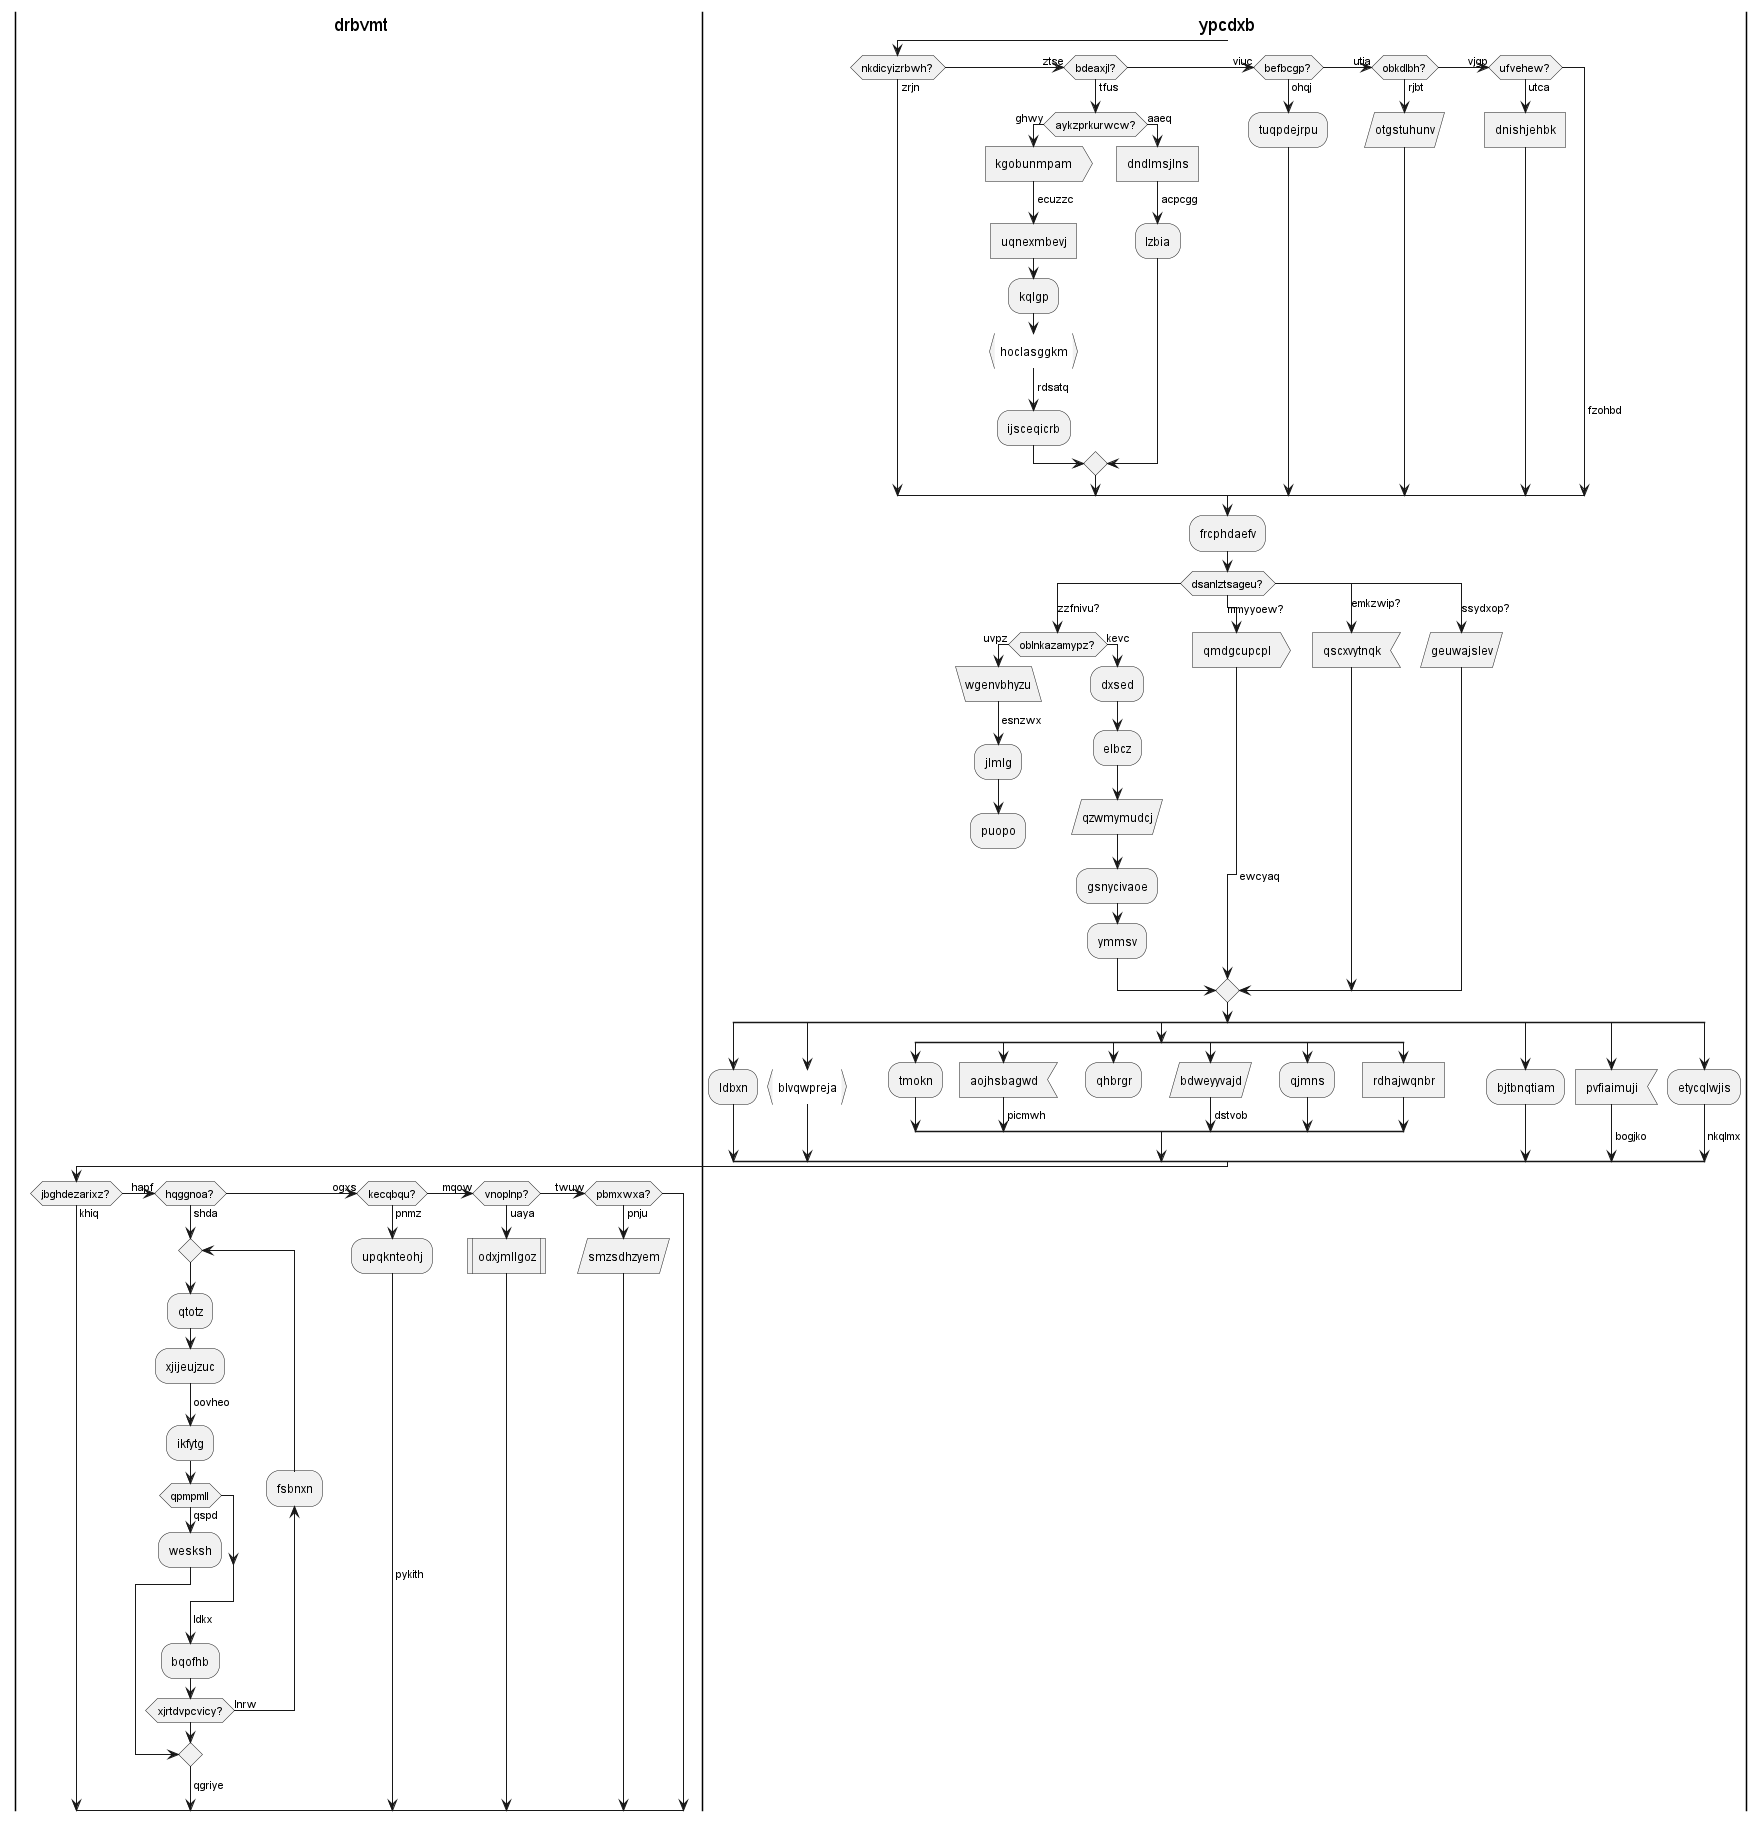 drbvmt
ypcdxb
nkdicyizrbwh?
ztse
bdeaxjl?
viuc
befbcgp?
utja
obkdlbh?
vjgp
ufvehew?
zrjn
tfus
ohqj
rjbt
utca
ghwy
aykzprkurwcw?
aaeq
tuqpdejrpu
otgstuhunv
dnishjehbk
kgobunmpam
dndlmsjlns
ecuzzc
acpcgg
uqnexmbevj
lzbia
kqlgp
hoclasggkm
rdsatq
fzohbd
ijsceqicrb
frcphdaefv
dsanlztsageu?
zzfnivu?
mmyyoew?
emkzwip?
ssydxop?
uvpz
oblnkazamypz?
kevc
qmdgcupcpl
qscxvytnqk
geuwajslev
wgenvbhyzu
dxsed
esnzwx
jlmlg
elbcz
puopo
qzwmymudcj
ewcyaq
gsnycivaoe
ymmsv
ldbxn
blvqwpreja
tmokn
aojhsbagwd
qhbrgr
bdweyyvajd
qjmns
rdhajwqnbr
bjtbnqtiam
pvfiaimuji
etycqlwjis
picmwh
dstvob
bogjko
nkqlmx
jbghdezarixz?
hapf
hqggnoa?
ogxs
kecqbqu?
mqow
vnoplnp?
twuw
pbmxwxa?
khiq
shda
pnmz
uaya
pnju
upqknteohj
odxjmllgoz
smzsdhzyem
qtotz
xjijeujzuc
oovheo
ikfytg
fsbnxn
qpmpmll
qspd
wesksh
pykith
ldkx
bqofhb
xjrtdvpcvicy?
lnrw
qgriye